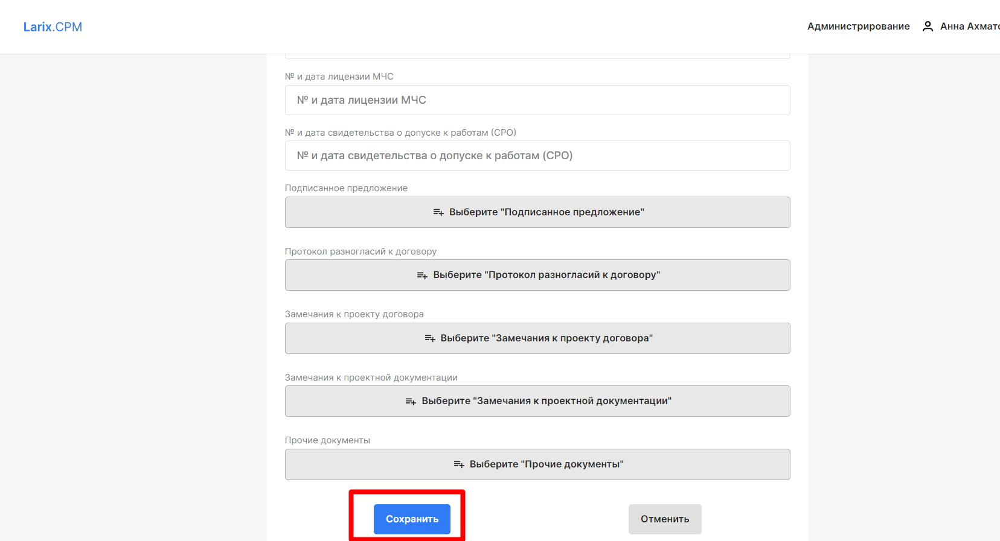 Larix.CPM
Администрирование
Анна Ахмат
№ и дата лицензии МЧС
№ и дата лицензии МЧС
№ и дата свидетельства о допуске к работам (СРО)
№ и дата свидетельства о допуске к работам (СРО)
Подписанное предложение
Выберите "Подписанное предложение"
Протокол разногласий к договору
Выберите "Протокол разногласий к договору"
Замечания к проекту договора
Выберите "Замечания к проекту договора"
Замечания к проектной документации
Выберите "Замечания к проектной документации"
Прочие документы
Выберите "Прочие документы"
Сохранить
Отменить